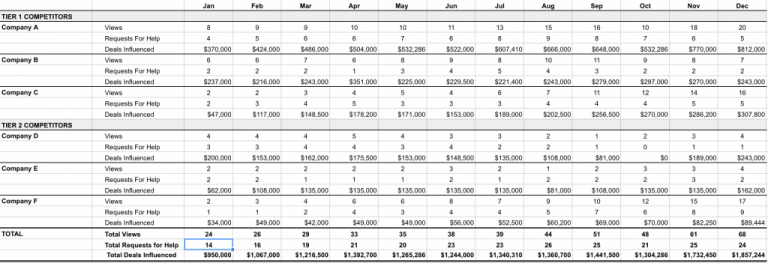 Jan Feb Mar Apr May Jun Jul Aug Sep Oct Nov Dec
TIER 1 COMPETITORS
Company A Views 8 9 9 10 10 11 13 15 16 10 18 20
Requests For Help 4 5 6 6 7 6 8 9 8 7 6 5
Deals Influenced $370,000 $424,000 $486,000 $504,000 $532,286 $522,000 $607,410 $666,000 $648,000 $532,286 $770,000 $812,000
Company B Views 6 6 7 6 8 9 8 10 11 9 8 7
Requests For Help 2 2 2 1 3 4 5 4 3 2 2 2
Deals Influenced $237,000 $216,000 $243,000 $351,000 $225,000 $229,500 $221,400 $243,000 $279,000 $297,000 $270,000 $243,000
Company C Views 2 2 3 4 5 4 6 7 11 12 14 16
Requests For Help 2 3 4 5 3 3 3 4 4 4 5 5
Deals Influenced $47,000 $117,000 $148,500 $178,200 $171,000 $153,000 $189,000 $202,500 $256,500 $270,000 $286,200 $307,800
TIER 2 COMPETITORS
Company D Views 4 4 4 5 4 3 3 2 1 2 3 4
Requests For Help 3 3 4 4 3 4 2 2 1 0 1 1
Deals Influenced $200,000 $153,000 $162,000 $175,500 $153,000 $148,500 $135,000 $108,000 $81,000 $0 $189,000 $243,000
Company E Views 2 2 2 2 2 3 2 1 2 3 3 4
Requests For Help 2 2 1 1 1 2 1 2 2 2 3 2
Deals Influenced $62,000 $108,000 $135,000 $135,000 $135,000 $135,000 $135,000 $81,000 $108,000 $135,000 $135,000 $162,000
Company F Views 2 3 4 6 6 8 7 9 10 12 15 17
Requests For Help 1 1 2 4 3 4 4 5 7 6 8 9
Deals Influenced $34,000 $49,000 $42,000 $49,000 $49,000 $56,000 $52,500 $60,200 $69,000 $70,000 $82,250 $89,444
TOTAL Total Views 24 26 29 33 35 38 39 44 51 48 61 68
Total Requests for Help 14 16 19 21 20 23 23 26 25 21 25 24
Total Deals Influenced $950,000 $1,067,000 $1,216,500 $1,392,700 $1,265,286 $1,244,000 $1,340,310 $1,360,700 $1,441,500 $1,304,286 $1,732,450 $1,857,244